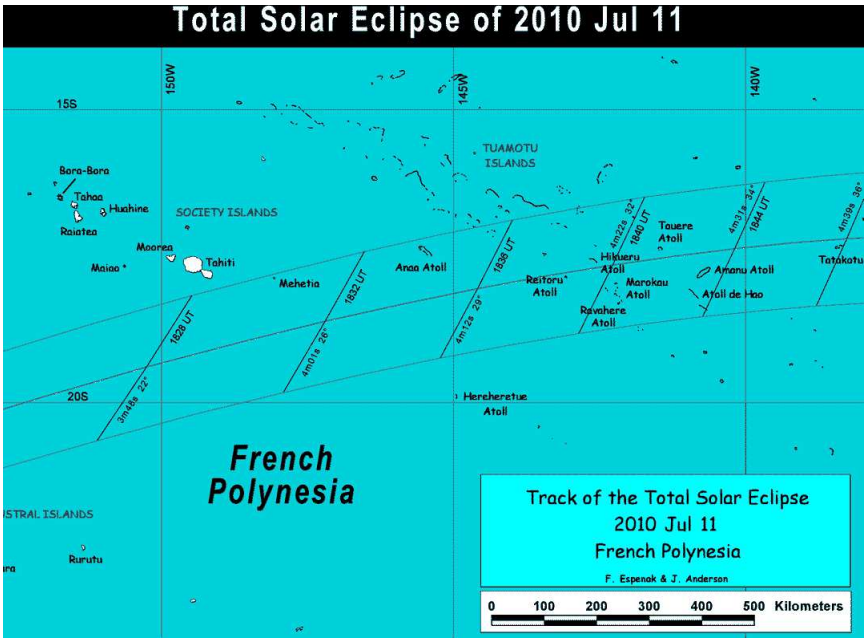 Total Solar Eclipse of 2010 Jul 11
150W
145W
140W
15S
TUAMOTU
ISLANDS
Bora-Bora
Tahaa
Huahine
Raiatea
SOCIETY ISLANDS
Moorea
Maiao
Tahiti
Mehetia
Anaa Atoll
Reitoru
Atoll
Hikueru
Atoll
Tauere
Atoll
Marokau
Atoll
Ravahere
Atoll
Amanu Atoll
Atoll de Hao
Tatakotu
1828 UT
3m48s 22°
1832 UT
4m01s 26°
1836 UT
4m12s 29°
4m22s 32°
1840 UT
4m31s 34°
1844 UT
4m39s 36°
20S
Hereheretue
Atoll
French
Polynesia
STRAL ISLANDS
Rurutu
ara
Track of the Total Solar Eclipse
2010 Jul 11
French Polynesia
F. Espenak & J. Anderson
0 100 200 300 400 500 Kilometers